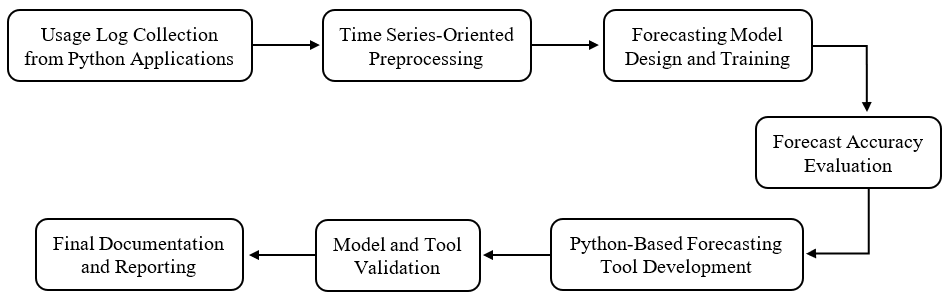 Usage Log Collection
from Python Applications
Time Series-Oriented
Preprocessing
Forecasting Model
Design and Training
Forecast Accuracy
Evaluation
Python-Based Forecasting
Tool Development
Model and Tool
Validation
Final Documentation
and Reporting